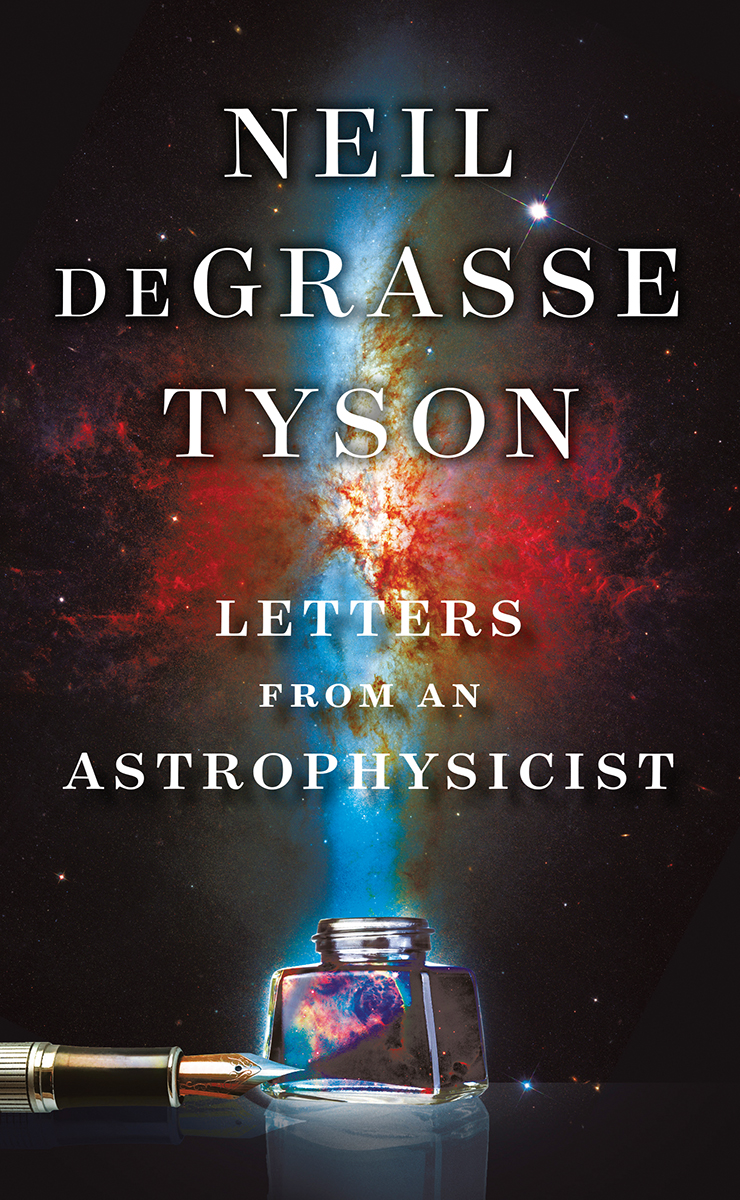 NEIL
DEGRASSE
TYSON
LETTERS
FROM AN
ASTROPHYSICIST